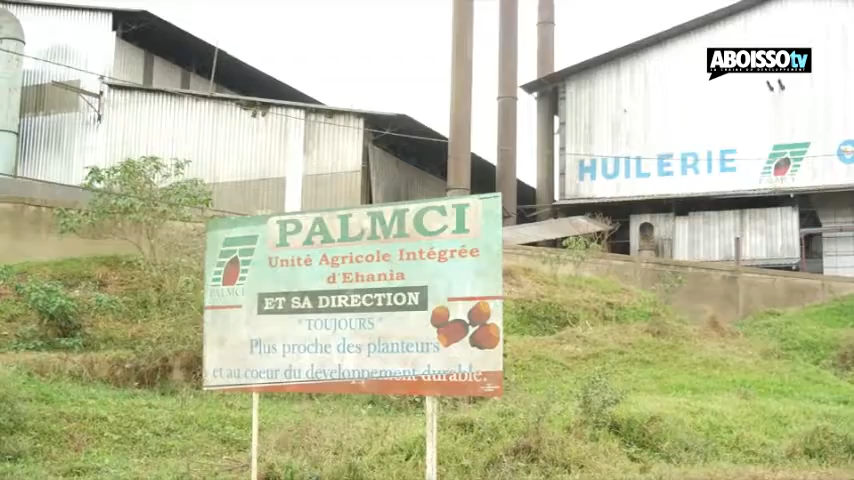 ABOISSOtv
HUILERIE
PALMCI
Unité Agricole Intégrée
d'Ehania
PALMCI
ET SA DIRECTION
"TOUJOURS"
Plus proche des planteurs
et au coeur du développement durable.